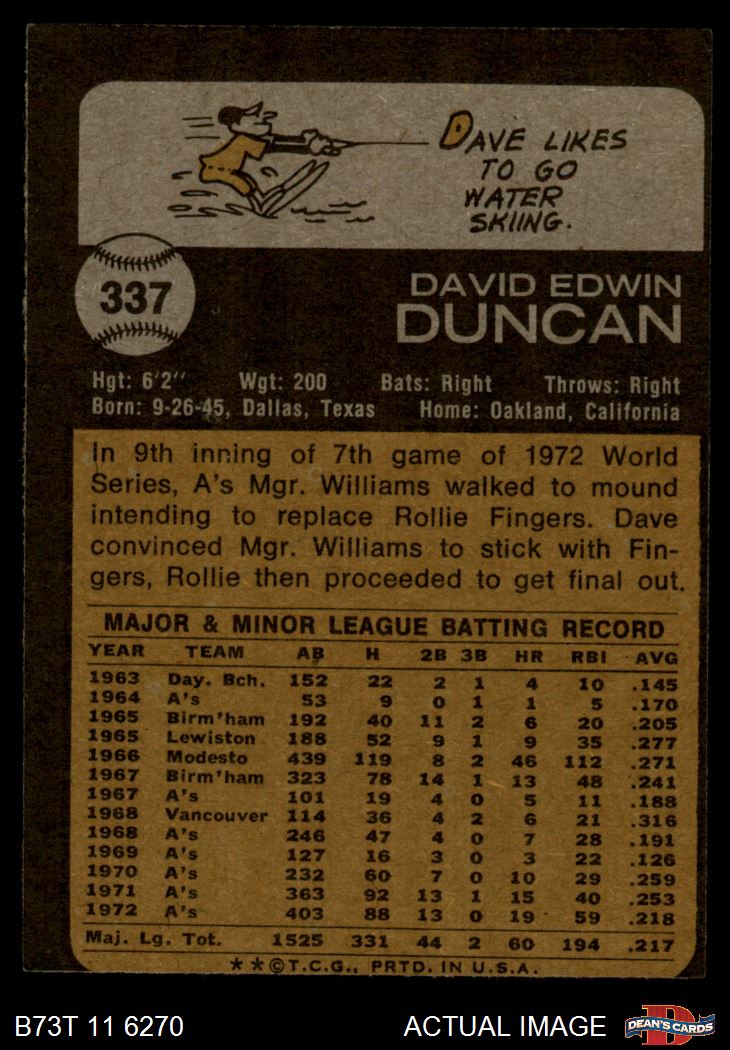 DAVE LIKES
TO GO
WATER
SKIING.
337
DAVID EDWIN
DUNCAN
Hgt: 6'2" Wgt: 200 Bats: Right Throws: Right
Born: 9-26-45, Dallas, Texas Home: Oakland, California
In 9th inning of 7th game of 1972 World
Series, A's Mgr. Williams walked to mound
intending to replace Rollie Fingers. Dave
convinced Mgr. Williams to stick with Fin-
gers, Rollie then proceeded to get final out.
MAJOR & MINOR LEAGUE BATTING RECORD
YEAR TEAM AB H 2B 3B HR RBI AVG
1963 Day. Bch. 152 22 2 1 4 10 .145
1964 A's 53 9 0 1 1 5 .170
1965 Birm'ham 192 40 11 2 6 20 .205
1965 Lewiston 188 52 9 1 9 35 .277
1966 Modesto 439 119 8 2 46 112 .271
1967 Birm'ham 323 78 14 1 13 48 .241
1967 A's 101 19 4 0 5 11 .188
1968 Vancouver 114 36 4 2 6 21 .316
1968 A's 246 47 4 0 7 28 .191
1969 A's 127 16 3 0 3 22 .126
1970 A's 232 60 7 0 10 29 .259
1971 A's 363 92 13 1 15 40 .253
1972 A's 403 88 13 0 19 59 .218
Maj. Lg. Tot. 1525 331 44 2 60 194 .217
**©T.C.G., PRTD. IN U.S.A.
B73T 11 6270 ACTUAL IMAGE D DEAN'S CARDS